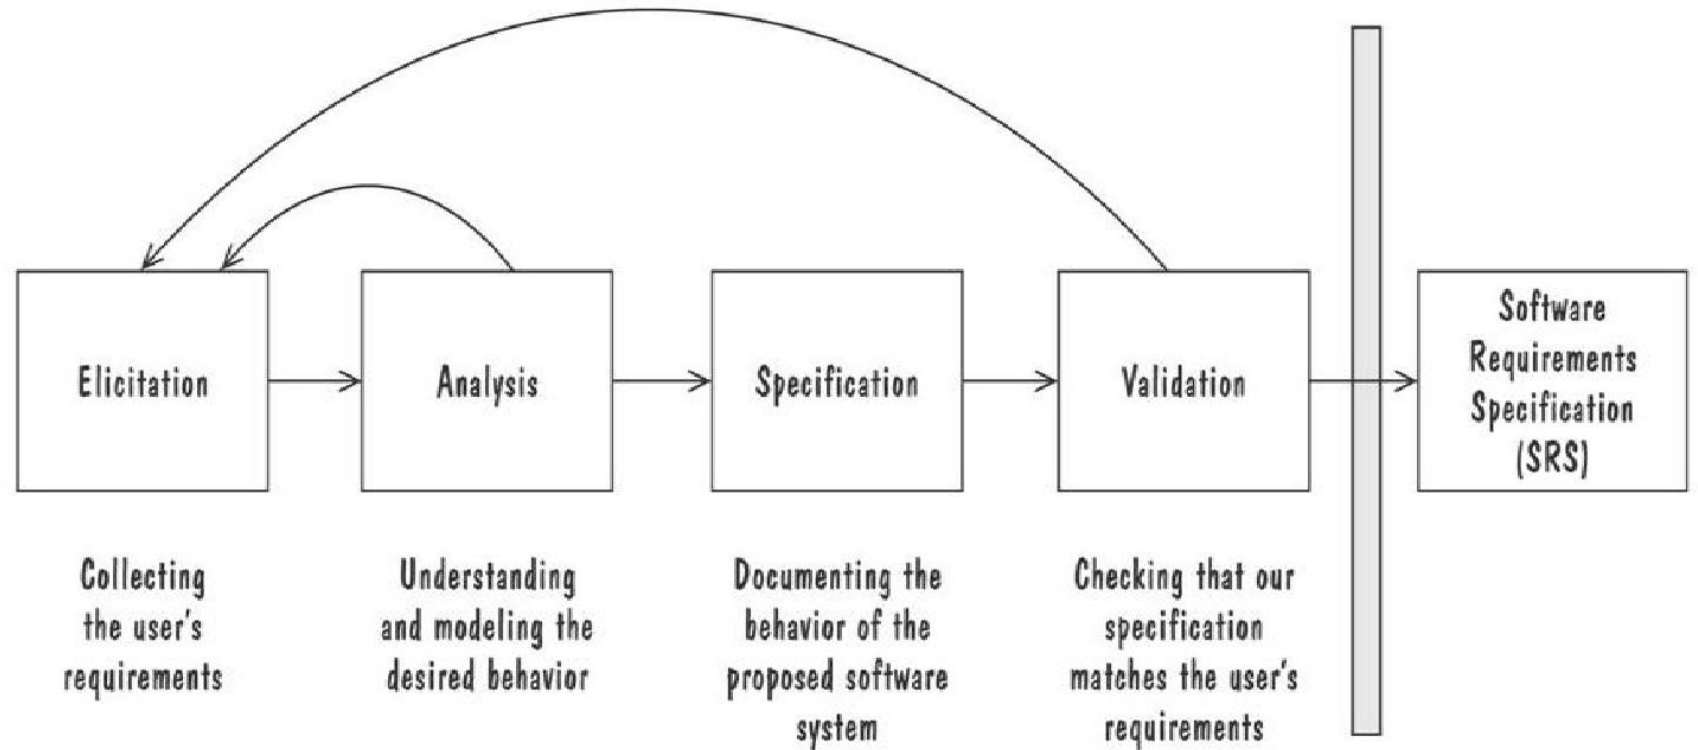 Elicitation
Analysis
Specification
Validation
Software
Requirements
Specification
(SRS)
Collecting
the user's
requirements
Understanding
and modeling the
desired behavior
Documenting the
behavior of the
proposed software
system
Checking that our
specification
matches the user's
requirements